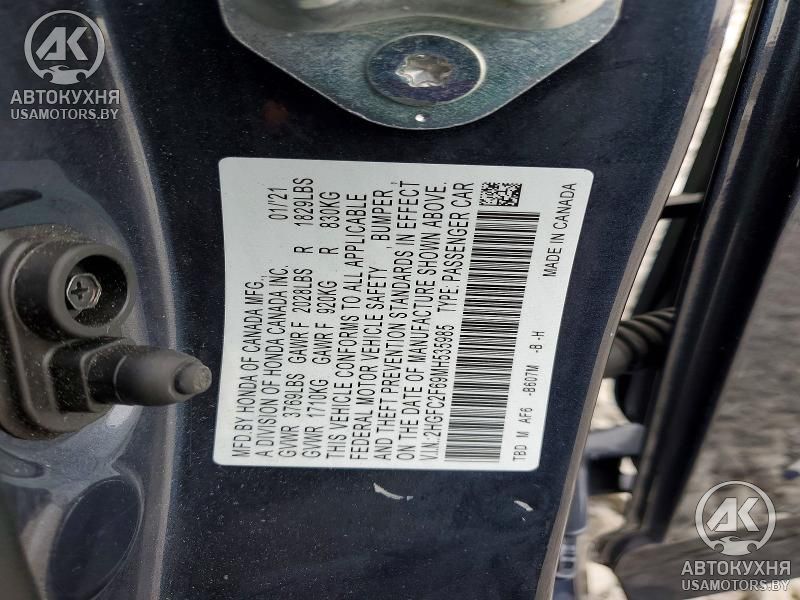 AK
АВТОКУХНЯ
USAMOTORS.BY
MFD.BY HONDA OF CANADA MFG.,
A DIVISION OF HONDA CANADA INC. 01/'21
GVWR 3769LBS GAWR F 2028LBS R 1829LBS
GVWR 1710KG GAWR F 920KG R 830KG
THIS VEHICLE CONFORMS TO ALL APPLICABLE
FEDERAL MOTOR VEHICLE SAFETY , BUMPER,
AND THEFT PREVENTION STANDARDS IN EFFECT
ON THE DATE OF MANUFACTURE SHOWN ABOVE.
V.I.N:2HGFC2F69MH535985 TYPE: PASSENGER CAR
TBD M AF6 -B607M -B -H
MADE IN CANADA
AK
АВТОКУХНЯ
USAMOTORS.BY